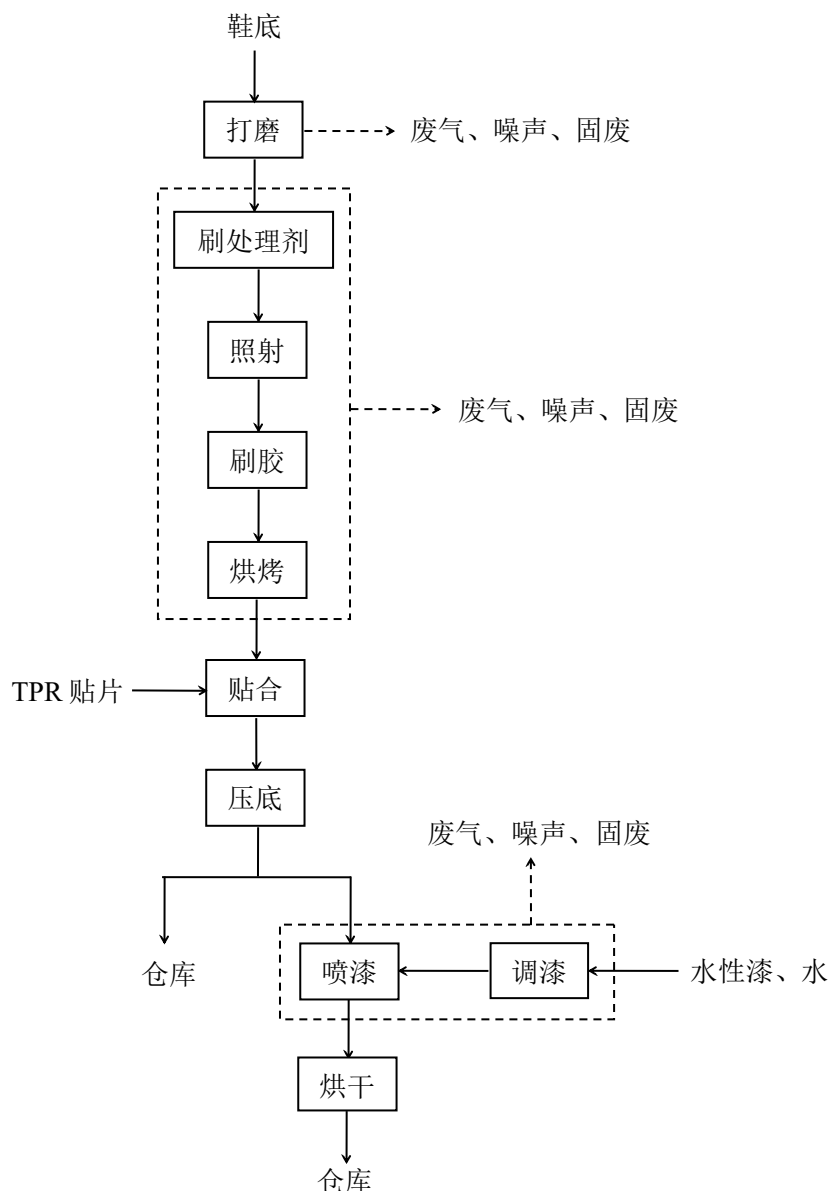 鞋底
打磨
废气、噪声、固废
刷处理剂
照射
废气、噪声、固废
刷胶
烘烤
TPR 贴片
贴合
压底
废气、噪声、固废
仓库
喷漆
调漆
水性漆、水
烘干
仓库